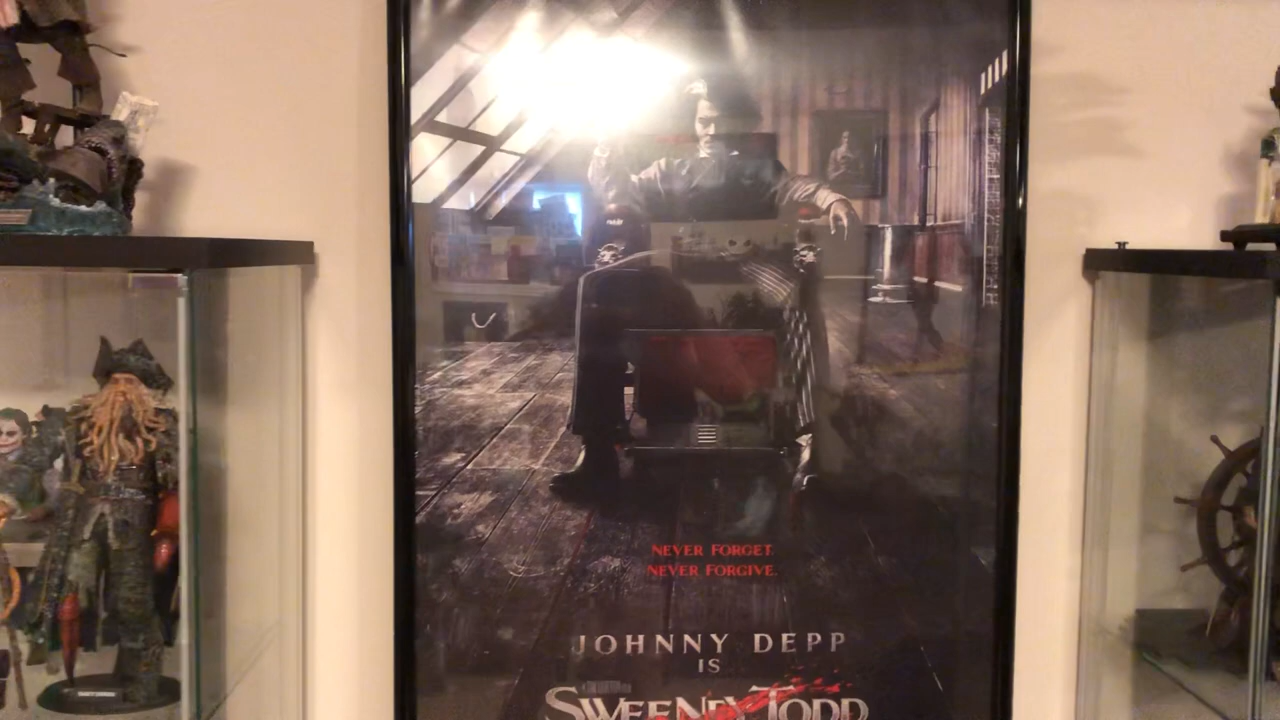 NEVER FORGET.
NEVER FORGIVE.
JOHNNY DEPP
IS
SWEENEY TODD